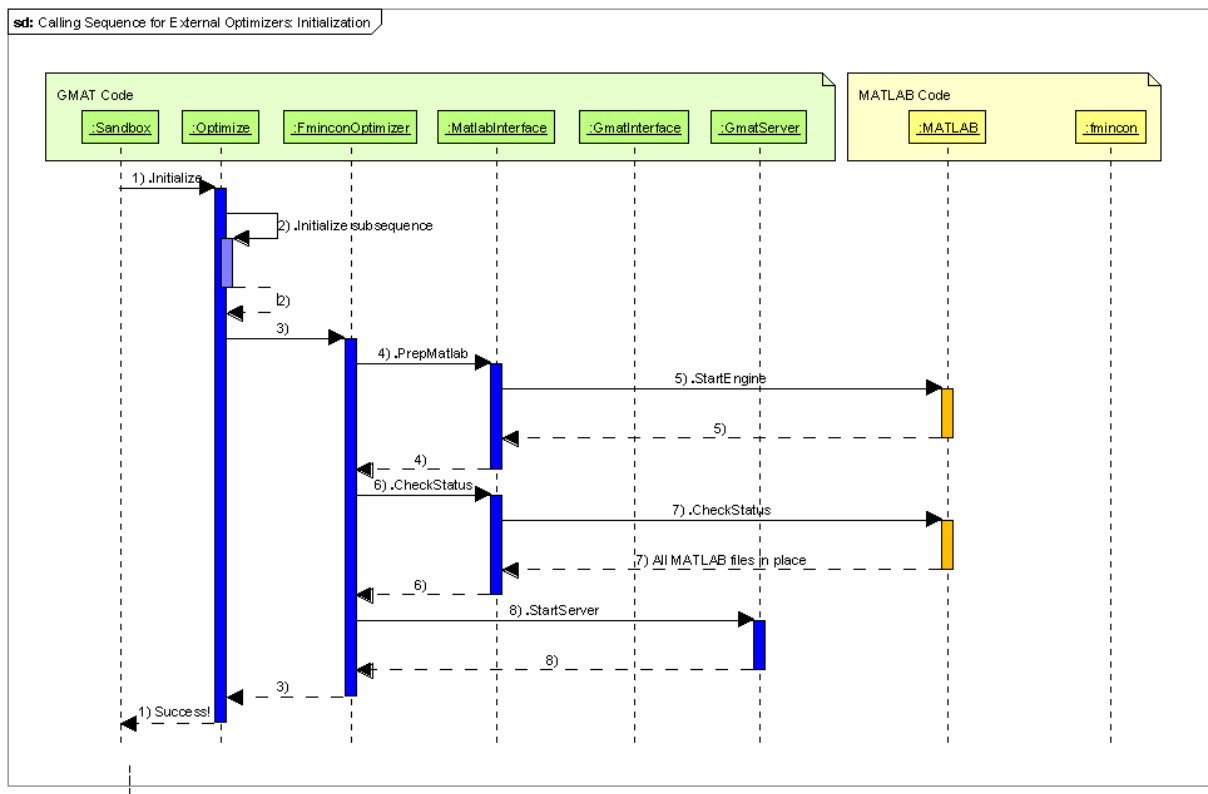 sd: Calling Sequence for External Optimizers: Initialization
GMAT Code
MATLAB Code
:Sandbox
:Optimize
:FminconOptimizer
:MatlabInterface
:GmatInterface
:GmatServer
:MATLAB
:fmincon
1) .Initialize
2) .Initialize subsequence
2)
3)
4) .PrepMatlab
5) .StartEngine
5)
4)
6) .CheckStatus
7) .CheckStatus
7) All MATLAB files in place
6)
8) .StartServer
8)
3)
1) Success!